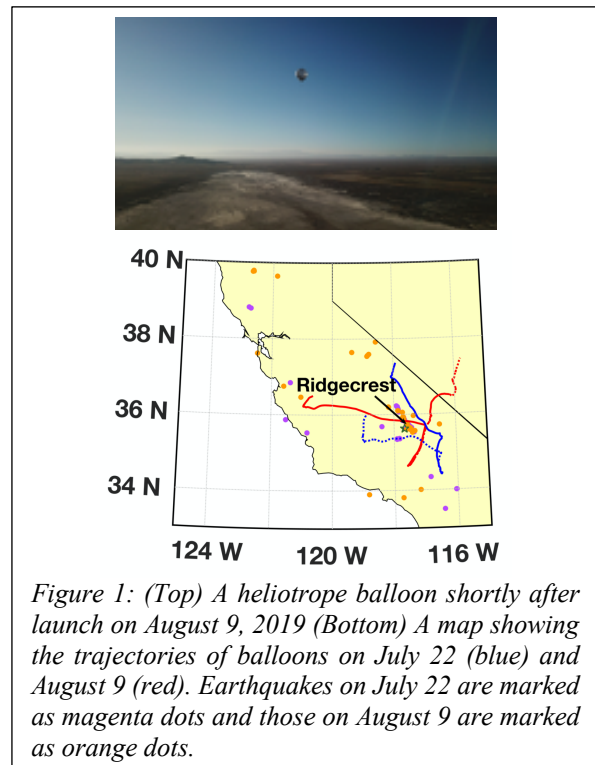 40 N
38 N
Ridgecrest
36 N
34 N
124 W 120 W 116 W
Figure 1: (Top) A heliotrope balloon shortly after
launch on August 9, 2019 (Bottom) A map showing
the trajectories of balloons on July 22 (blue) and
August 9 (red). Earthquakes on July 22 are marked
as magenta dots and those on August 9 are marked
as orange dots.